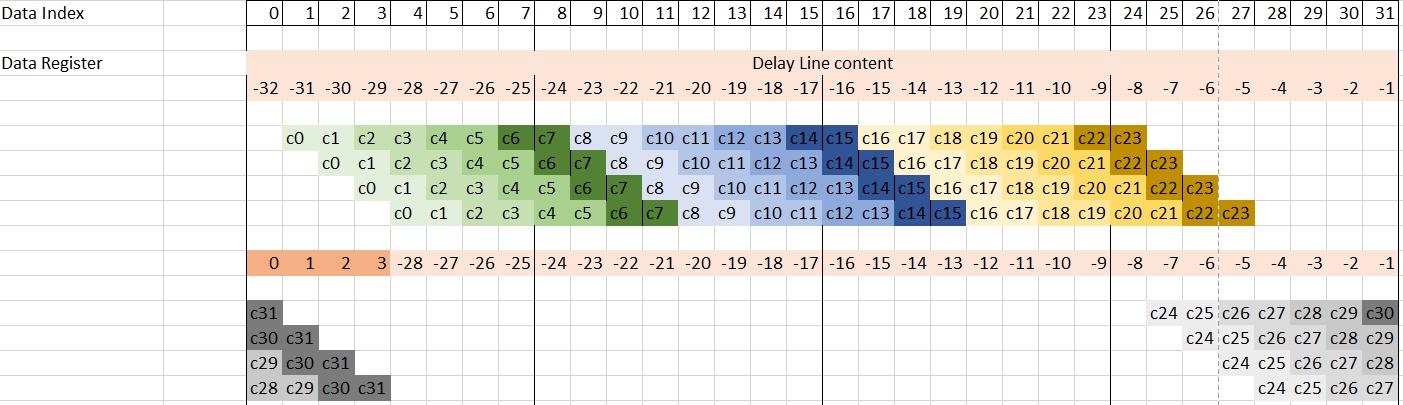 Data Index 0 1 2 3 4 5 6 7 8 9 10 11 12 13 14 15 16 17 18 19 20 21 22 23 24 25 26 27 28 29 30 31
Data Register Delay Line content
-32 -31 -30 -29 -28 -27 -26 -25 -24 -23 -22 -21 -20 -19 -18 -17 -16 -15 -14 -13 -12 -11 -10 -9 -8 -7 -6 -5 -4 -3 -2 -1
c0 c1 c2 c3 c4 c5 c6 c7 c8 c9 c10 c11 c12 c13 c14 c15 c16 c17 c18 c19 c20 c21 c22 c23
c0 c1 c2 c3 c4 c5 c6 c7 c8 c9 c10 c11 c12 c13 c14 c15 c16 c17 c18 c19 c20 c21 c22 c23
c0 c1 c2 c3 c4 c5 c6 c7 c8 c9 c10 c11 c12 c13 c14 c15 c16 c17 c18 c19 c20 c21 c22 c23
c0 c1 c2 c3 c4 c5 c6 c7 c8 c9 c10 c11 c12 c13 c14 c15 c16 c17 c18 c19 c20 c21 c22 c23
0 1 2 3 -28 -27 -26 -25 -24 -23 -22 -21 -20 -19 -18 -17 -16 -15 -14 -13 -12 -11 -10 -9 -8 -7 -6 -5 -4 -3 -2 -1
c31 c24 c25 c26 c27 c28 c29 c30
c30 c31 c24 c25 c26 c27 c28 c29
c29 c30 c31 c24 c25 c26 c27 c28
c28 c29 c30 c31 c24 c25 c26 c27